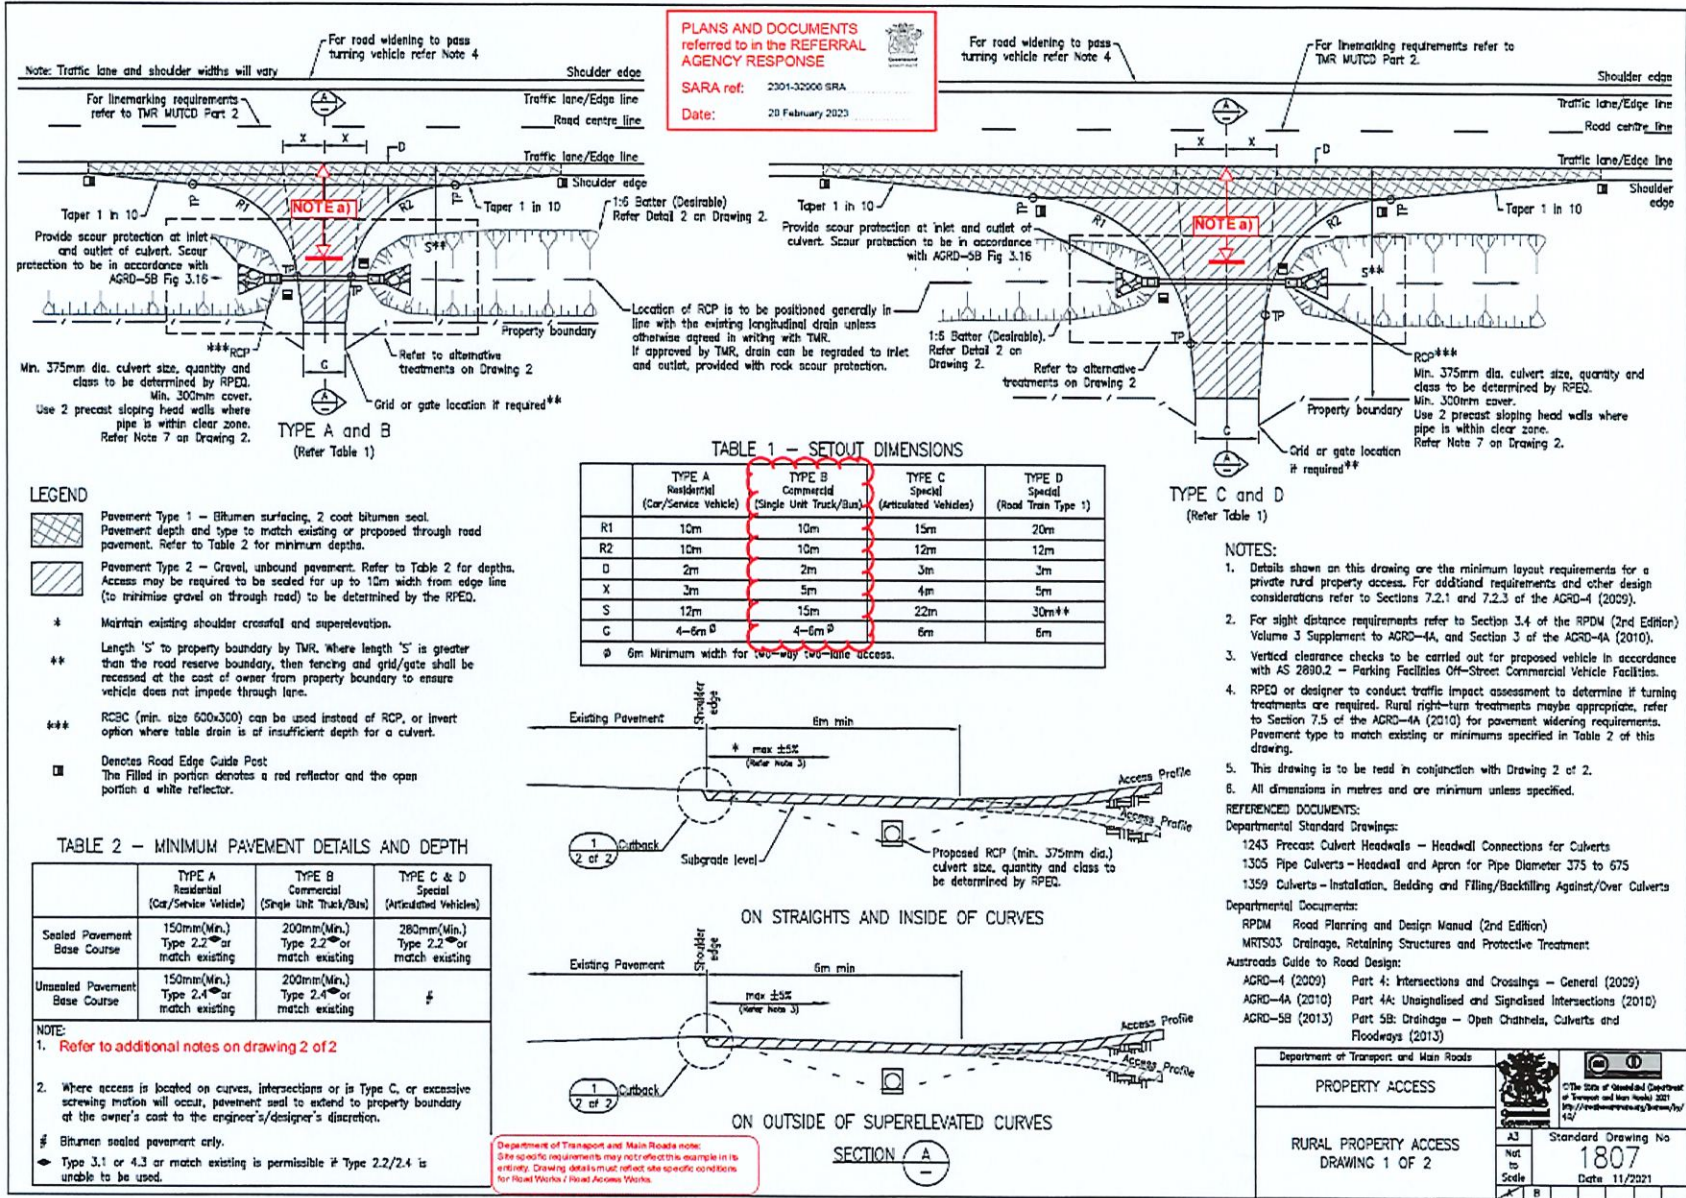 PLANS AND DOCUMENTS
referred to in the REFERRAL
AGENCY RESPONSE
SARA ref: 2301-32906 SRA
Date: 20 February 2023
Queensland
Government
For road widening to pass
turning vehicle refer Note 4
Note: Traffic lane and shoulder widths will vary
Shoulder edge
For linemarking requirements
refer to TMR MUTCD Part 2
Traffic lane/Edge line
Road centre line
A
X
X
D
Traffic lane/Edge line
Shoulder edge
TP
TP
R1
R2
NOTE a)
Taper 1 in 10
Taper 1 in 10
1:6 Batter (Desirable)
Refer Detail 2 on Drawing 2.
S**
Provide scour protection at inlet
and outlet of culvert. Scour
protection to be in accordance with
AGRD-5B Fig 3.16
TP
TP
Property boundary
***RCP
Min. 375mm dia. culvert size, quantity and
class to be determined by RPEQ.
Min. 300mm cover.
Use 2 precast sloping head walls where
pipe is within clear zone.
Refer Note 7 on Drawing 2.
G
Refer to alternative
treatments on Drawing 2
Grid or gate location if required**
A
TYPE A and B
(Refer Table 1)
Location of RCP is to be positioned generally in
line with the existing longitudinal drain unless
otherwise agreed in writing with TMR.
If approved by TMR, drain can be regraded to inlet
and outlet, provided with rock scour protection.
For road widening to pass
turning vehicle refer Note 4
For linemarking requirements refer to
TMR MUTCD Part 2.
Shoulder edge
Traffic lane/Edge line
Road centre line
A
X
X
D
Traffic lane/Edge line
Shoulder
edge
TP
TP
R1
R2
NOTE a)
Taper 1 in 10
Taper 1 in 10
Provide scour protection at inlet and outlet of
culvert. Scour protection to be in accordance
with AGRD-5B Fig 3.16
S**
1:6 Batter (Desirable).
Refer Detail 2 on
Drawing 2.
TP
TP
Refer to alternative
treatments on Drawing 2
Property boundary
RCP***
Min. 375mm dia. culvert size, quantity and
class to be determined by RPEQ.
Min. 300mm cover.
Use 2 precast sloping head walls where
pipe is within clear zone.
Refer Note 7 on Drawing 2.
G
Grid or gate location
if required**
A
TYPE C and D
(Refer Table 1)
LEGEND
Pavement Type 1 - Bitumen surfacing, 2 coat bitumen seal.
Pavement depth and type to match existing or proposed through road
pavement. Refer to Table 2 for minimum depths.
Pavement Type 2 - Gravel, unbound pavement. Refer to Table 2 for depths.
Access may be required to be sealed for up to 10m width from edge line
(to minimise gravel on through road) to be determined by the RPEQ.
* Maintain existing shoulder crossfall and superelevation.
** Length 'S' to property boundary by TMR. Where length 'S' is greater
than the road reserve boundary, then fencing and grid/gate shall be
recessed at the cost of owner from property boundary to ensure
vehicle does not impede through lane.
*** RCBC (min. size 600x300) can be used instead of RCP, or invert
option where table drain is of insufficient depth for a culvert.
Denotes Road Edge Guide Post
The Filled in portion denotes a red reflector and the open
portion a white reflector.
TABLE 1 - SETOUT DIMENSIONS
TYPE A Residential (Car/Service Vehicle) TYPE B Commercial (Single Unit Truck/Bus) TYPE C Special (Articulated Vehicles) TYPE D Special (Road Train Type 1)
R1 10m 10m 15m 20m
R2 10m 10m 12m 12m
D 2m 2m 3m 3m
X 3m 5m 4m 5m
S 12m 15m 22m 30m**
G 4-6m Ø 4-6m Ø 6m 6m
Ø 6m Minimum width for two-way two-lane access.
TABLE 2 - MINIMUM PAVEMENT DETAILS AND DEPTH
TYPE A Residential (Car/Service Vehicle) TYPE B Commercial (Single Unit Truck/Bus) TYPE C & D Special (Articulated Vehicles)
Sealed Pavement Base Course 150mm(Min.) Type 2.2 or match existing 200mm(Min.) Type 2.2 or match existing 280mm(Min.) Type 2.2 or match existing
Unsealed Pavement Base Course 150mm(Min.) Type 2.4 or match existing 200mm(Min.) Type 2.4 or match existing
NOTE:
1. Refer to additional notes on drawing 2 of 2
2. Where access is located on curves, intersections or is Type C, or excessive
screwing motion will occur, pavement seal to extend to property boundary
at the owner's cost to the engineer's/designer's discretion.
Bitumen sealed pavement only.
Type 3.1 or 4.3 or match existing is permissible if Type 2.2/2.4 is
unable to be used.
Existing Pavement
Shoulder
edge
6m min
* max ±5%
(Refer Note 3)
Access Profile
Access Profile
1
2 of 2
Cutback
Subgrade level
Proposed RCP (min. 375mm dia.)
culvert size, quantity and class to
be determined by RPEQ.
ON STRAIGHTS AND INSIDE OF CURVES
Existing Pavement
Shoulder
edge
6m min
max ±5%
(Refer Note 3)
Access Profile
Access Profile
1
2 of 2
Cutback
ON OUTSIDE OF SUPERELEVATED CURVES
SECTION A
Department of Transport and Main Roads note:
Site specific requirements may not reflect this example in its
entirety. Drawing details must reflect site specific conditions
for Road Works / Road Access Works.
NOTES:
1. Details shown on this drawing are the minimum layout requirements for a
private rural property access. For additional requirements and other design
considerations refer to Sections 7.2.1 and 7.2.3 of the AGRD-4 (2009).
2. For sight distance requirements refer to Section 3.4 of the RPDM (2nd Edition)
Volume 3 Supplement to AGRD-4A, and Section 3 of the AGRD-4A (2010).
3. Vertical clearance checks to be carried out for proposed vehicle in accordance
with AS 2890.2 - Parking Facilities Off-Street Commercial Vehicle Facilities.
4. RPEQ or designer to conduct traffic impact assessment to determine if turning
treatments are required. Rural right-turn treatments maybe appropriate, refer
to Section 7.5 of the AGRD-4A (2010) for pavement widening requirements.
Pavement type to match existing or minimums specified in Table 2 of this
drawing.
5. This drawing is to be read in conjunction with Drawing 2 of 2.
6. All dimensions in metres and are minimum unless specified.
REFERENCED DOCUMENTS:
Departmental Standard Drawings:
1243 Precast Culvert Headwalls - Headwall Connections for Culverts
1305 Pipe Culverts - Headwall and Apron for Pipe Diameter 375 to 675
1359 Culverts - Installation, Bedding and Filling/Backfilling Against/Over Culverts
Departmental Documents:
RPDM Road Planning and Design Manual (2nd Edition)
MRTS03 Drainage, Retaining Structures and Protective Treatment
Austroads Guide to Road Design:
AGRD-4 (2009) Part 4: Intersections and Crossings - General (2009)
AGRD-4A (2010) Part 4A: Unsignalised and Signalised Intersections (2010)
AGRD-5B (2013) Part 5B: Drainage - Open Channels, Culverts and
Floodways (2013)
Department of Transport and Main Roads
PROPERTY ACCESS
RURAL PROPERTY ACCESS
DRAWING 1 OF 2
Government
A3
Not
to
Scale
Standard Drawing No
1807
Date 11/2021
A B